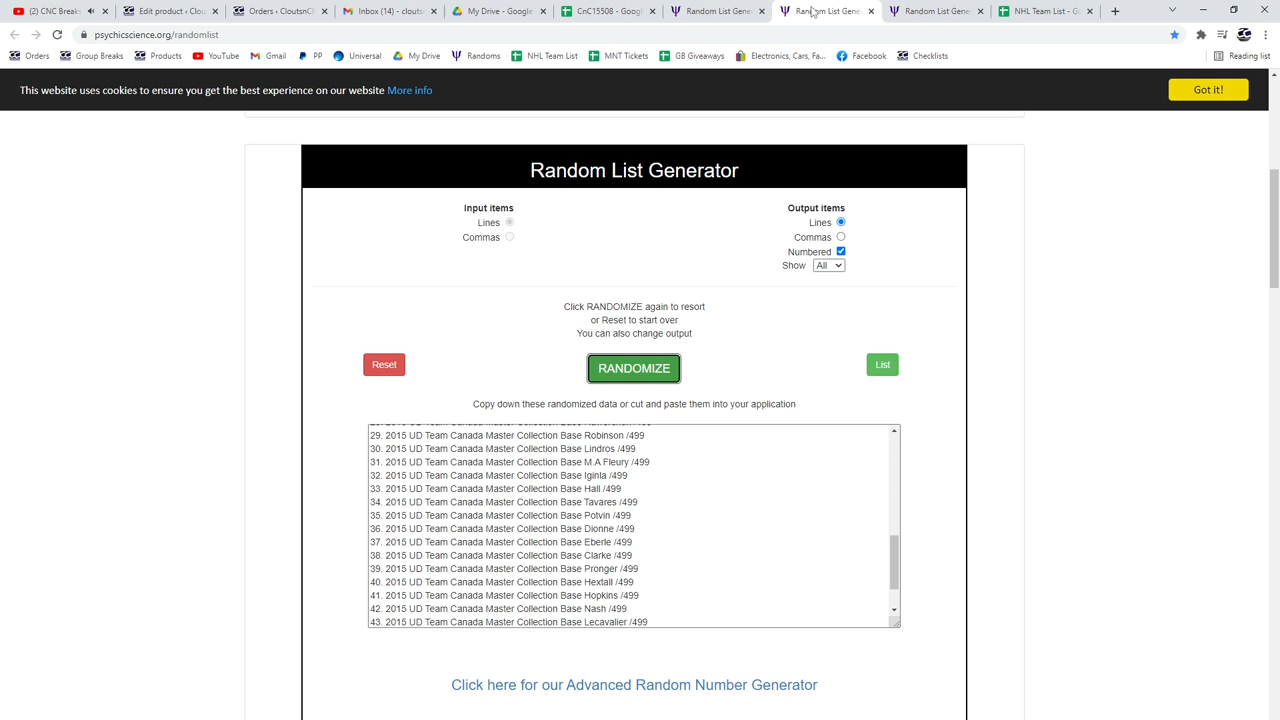 (2) CNC Breaks
Edit product · Clou
Orders · CloutsnC
Inbox (14) - clouts
My Drive - Google
CnC15508 - Googl
Random List Gene
Random List Gene
Random List Gene
NHL Team List - G
psychicscience.org/randomlist
Orders
Group Breaks
Products
YouTube
Gmail
PP
Universal
My Drive
Randoms
NHL Team List
MNT Tickets
GB Giveaways
Electronics, Cars, Fa...
Facebook
Checklists
Reading list
This website uses cookies to ensure you get the best experience on our website More info
Got it!
Random List Generator
Input items
Lines
Commas
Output items
Lines
Commas
Numbered
Show All
Click RANDOMIZE again to resort
or Reset to start over
You can also change output
Reset
RANDOMIZE
List
Copy down these randomized data or cut and paste them into your application
29. 2015 UD Team Canada Master Collection Base Robinson /499
30. 2015 UD Team Canada Master Collection Base Lindros /499
31. 2015 UD Team Canada Master Collection Base M.A Fleury /499
32. 2015 UD Team Canada Master Collection Base Iginla /499
33. 2015 UD Team Canada Master Collection Base Hall /499
34. 2015 UD Team Canada Master Collection Base Tavares /499
35. 2015 UD Team Canada Master Collection Base Potvin /499
36. 2015 UD Team Canada Master Collection Base Dionne /499
37. 2015 UD Team Canada Master Collection Base Eberle /499
38. 2015 UD Team Canada Master Collection Base Clarke /499
39. 2015 UD Team Canada Master Collection Base Pronger /499
40. 2015 UD Team Canada Master Collection Base Hextall /499
41. 2015 UD Team Canada Master Collection Base Hopkins /499
42. 2015 UD Team Canada Master Collection Base Nash /499
43. 2015 UD Team Canada Master Collection Base Lecavalier /499
Click here for our Advanced Random Number Generator